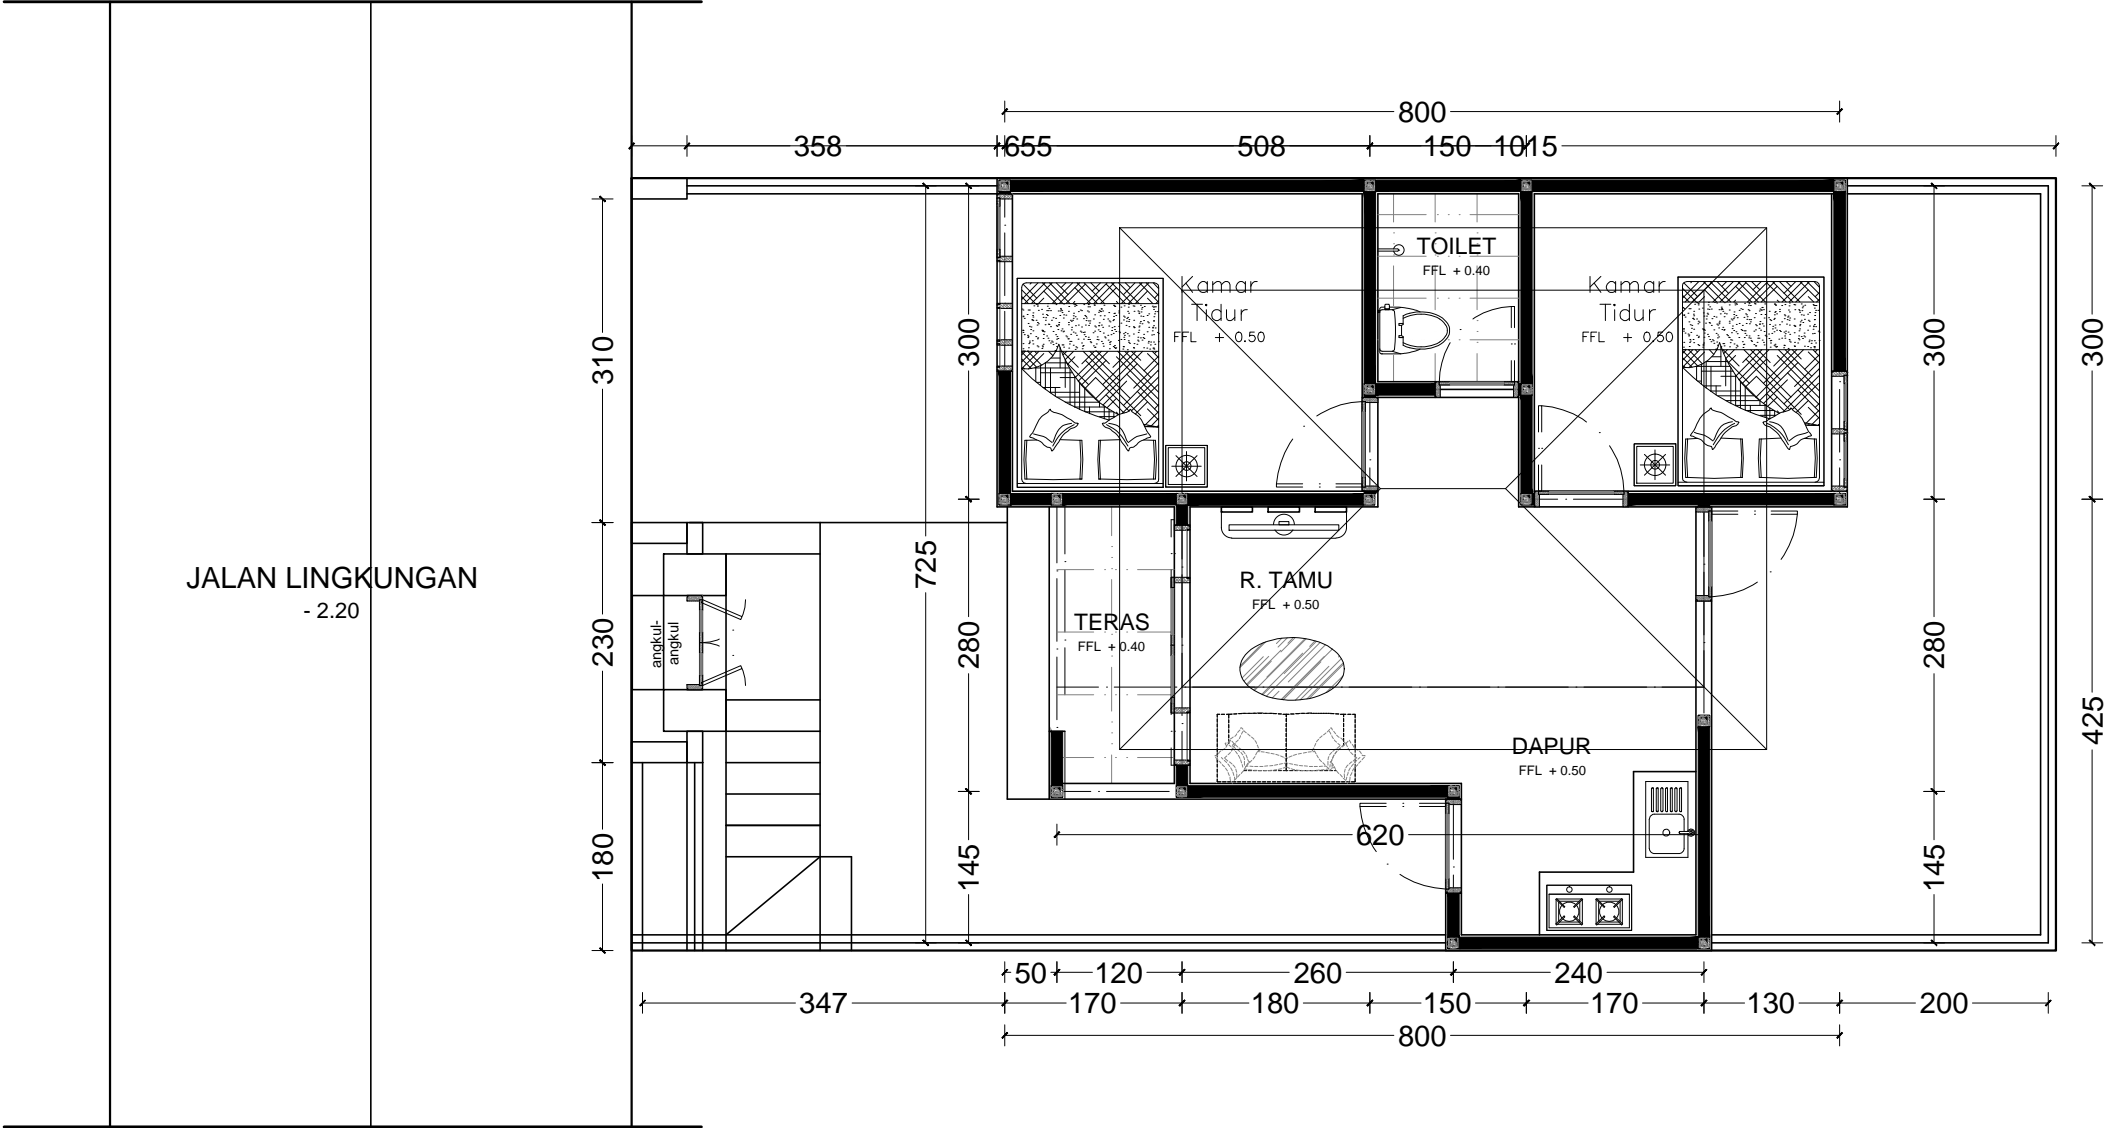 800
358
655
508
150
1015
TOILET
FFL + 0.40
Kamar
Tidur
FFL + 0.50
Kamar
Tidur
FFL + 0.50
310
300
300
300
725
JALAN LINGKUNGAN
- 2.20
230
angkul-
angkul
280
TERAS
FFL + 0.40
R. TAMU
FFL + 0.50
280
425
DAPUR
FFL + 0.50
180
145
620
145
50
120
260
240
347
170
180
150
170
130
200
800